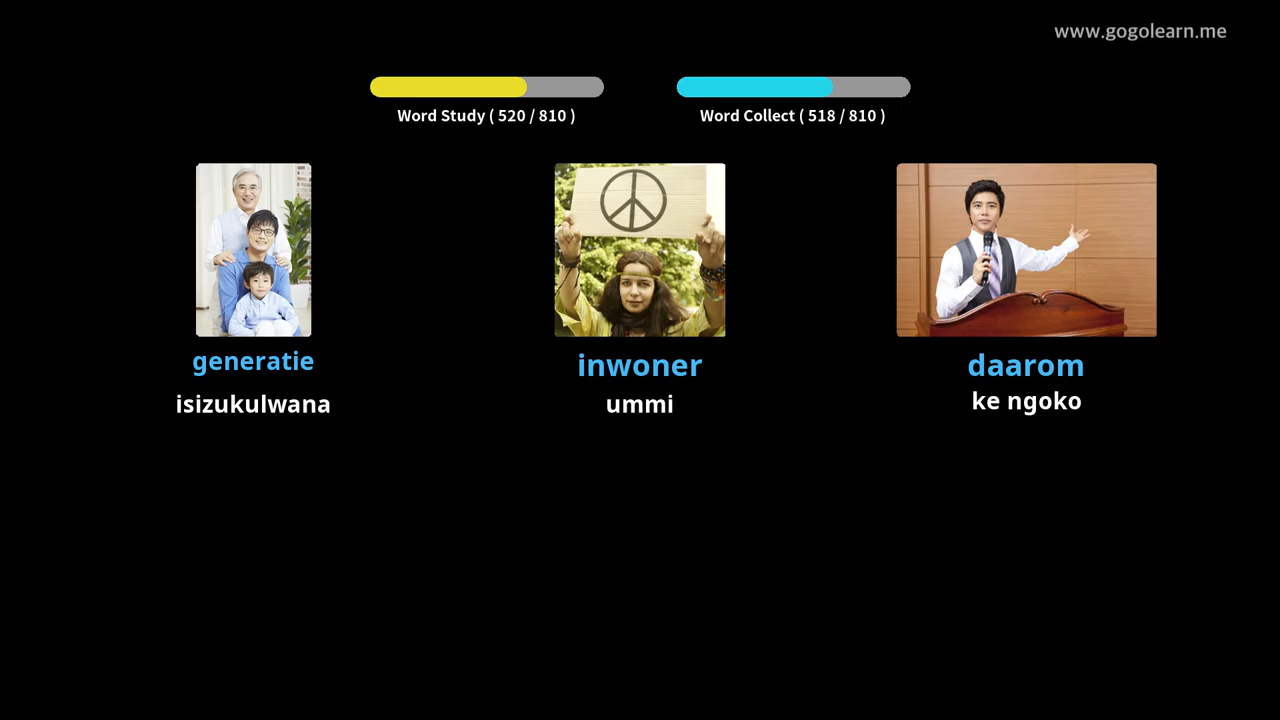 www.gogolearn.me
Word Study ( 520 / 810 )
Word Collect ( 518 / 810 )
generatie
inwoner
daarom
isizukulwana
ummi
ke ngoko